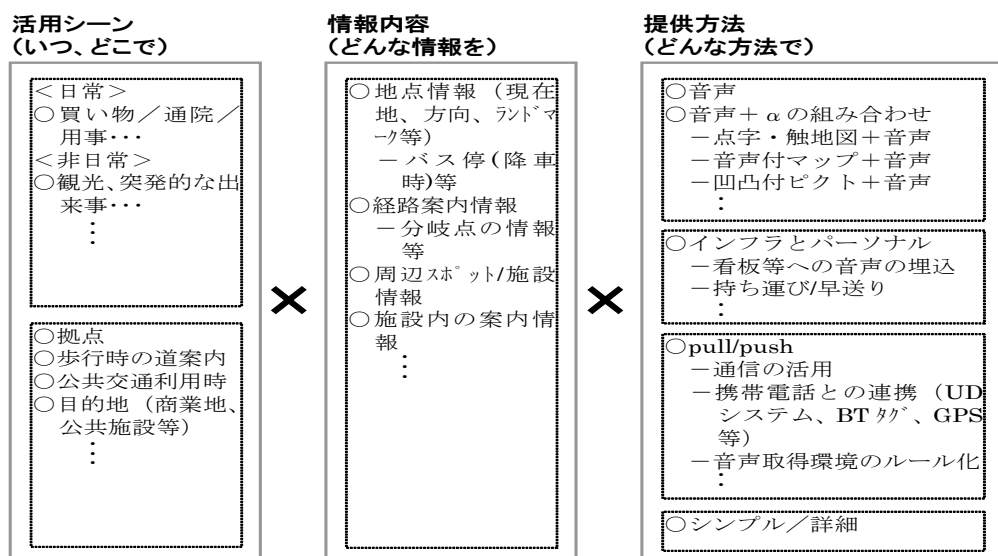 活用シーン
（いつ、どこで）
＜日常＞
○買い物／通院／
用事･･･
＜非日常＞
○観光、突発的な出
来事･･･
⋮
○拠点
○歩行時の道案内
○公共交通利用時
○目的地（商業地、
公共施設等）
⋮
×
情報内容
（どんな情報を）
○地点情報（現在
地、方向、ﾗﾝﾄﾞﾏ
ｰｸ等）
－バス停(降車
時)等
○経路案内情報
－分岐点の情報
等
○周辺ｽﾎﾟｯﾄ/施設
情報
○施設内の案内情
報
⋮
×
提供方法
（どんな方法で）
○音声
○音声＋αの組み合わせ
－点字・触地図＋音声
－音声付マップ＋音声
－凹凸付ピクト＋音声
⋮
○インフラとパーソナル
－看板等への音声の埋込
－持ち運び/早送り
⋮
○pull/push
－通信の活用
－携帯電話との連携（UD
システム、BT ﾀｸﾞ、GPS
等）
－音声取得環境のルール化
⋮
○シンプル／詳細